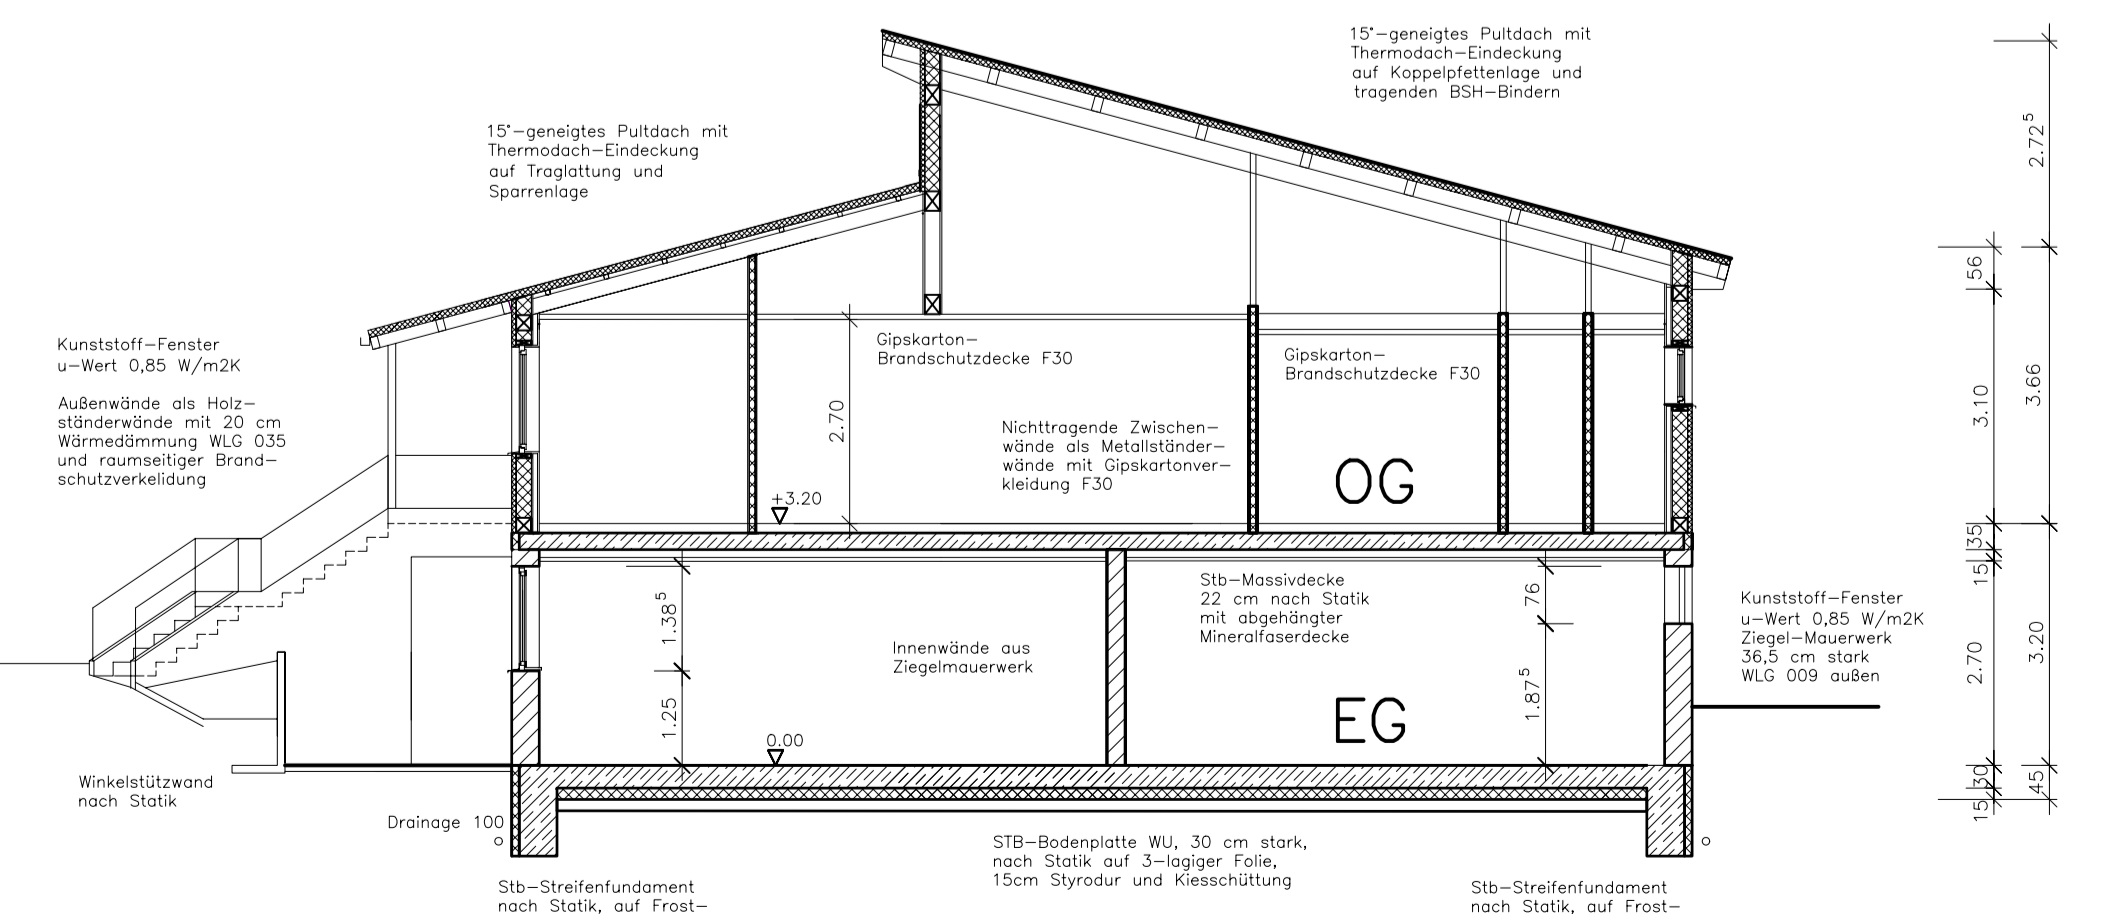 15°-geneigtes Pultdach mit
Thermodach-Eindeckung
auf Koppelpfettenlage und
tragenden BSH-Bindern
15°-geneigtes Pultdach mit
Thermodach-Eindeckung
auf Traglattung und
Sparrenlage
Kunststoff-Fenster
u-Wert 0,85 W/m2K
Außenwände als Holz-
ständerwände mit 20 cm
Wärmedämmung WLG 035
und raumseitiger Brand-
schutzverkelidung
Gipskarton-
Brandschutzdecke F30
Gipskarton-
Brandschutzdecke F30
Nichttragende Zwischen-
wände als Metallständer-
wände mit Gipskartonver-
kleidung F30
2.70
+3.20
OG
Stb-Massivdecke
22 cm nach Statik
mit abgehängter
Mineralfaserdecke
Innenwände aus
Ziegelmauerwerk
1.38⁵
1.25
0.00
EG
76
1.87⁵
Kunststoff-Fenster
u-Wert 0,85 W/m2K
Ziegel-Mauerwerk
36,5 cm stark
WLG 009 außen
2.72⁵
56
3.10
3.66
35
15
2.70
3.20
30
15
45
Winkelstützwand
nach Statik
Drainage 100
STB-Bodenplatte WU, 30 cm stark,
nach Statik auf 3-lagiger Folie,
15cm Styrodur und Kiesschüttung
Stb-Streifenfundament
nach Statik, auf Frost-
Stb-Streifenfundament
nach Statik, auf Frost-